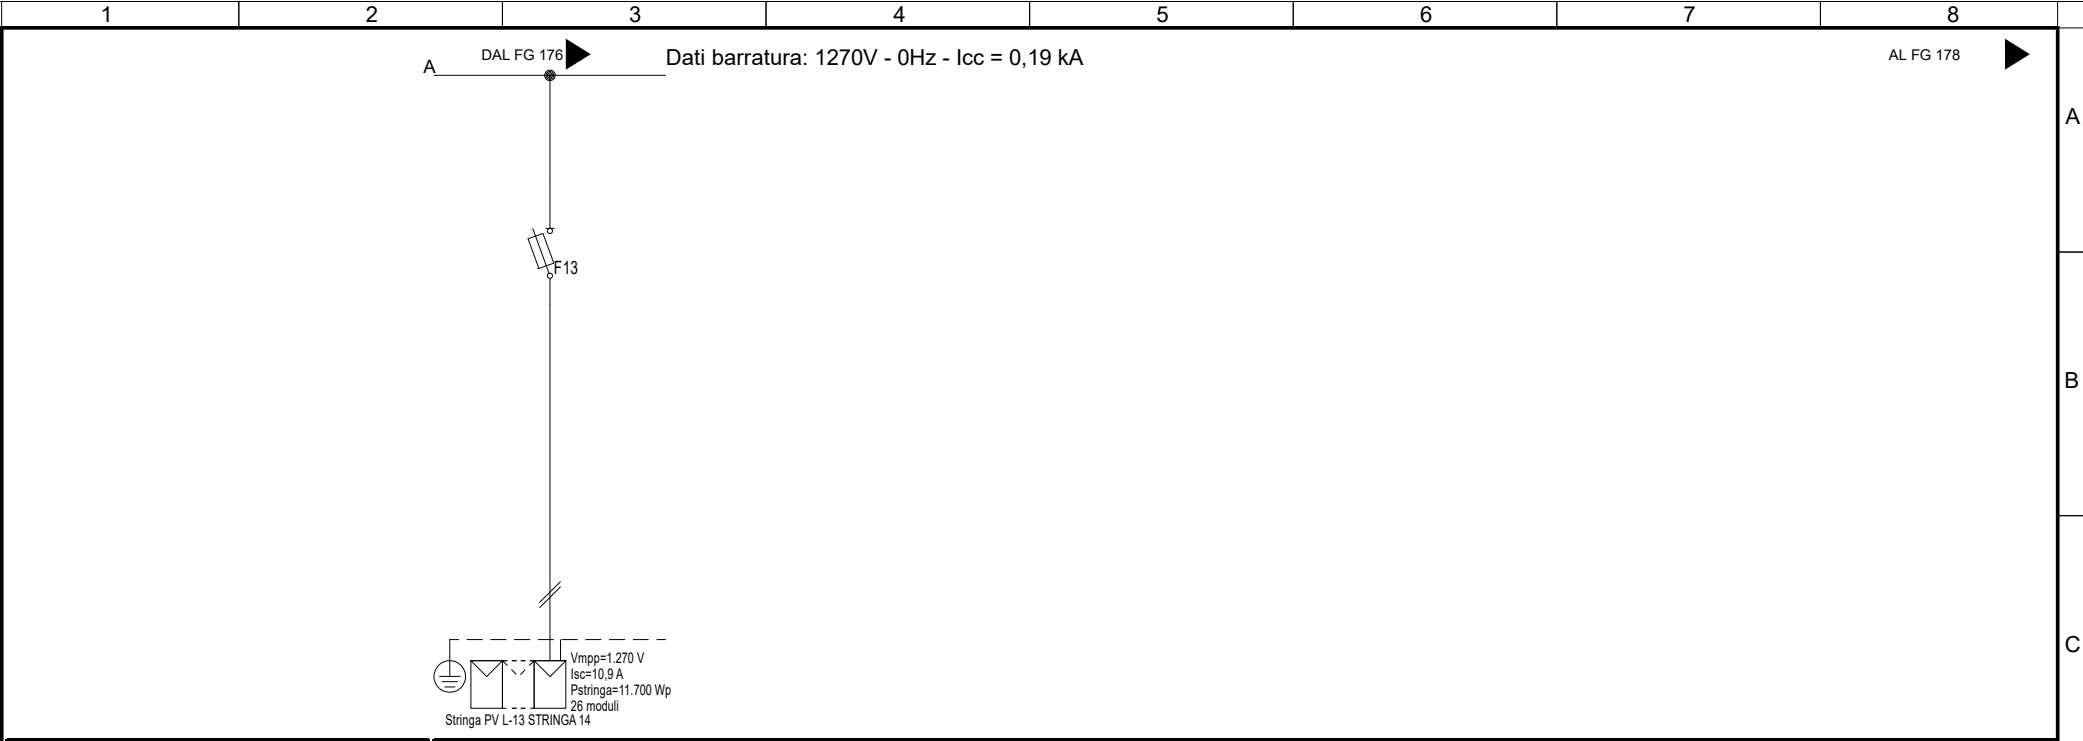 1 2 3 4 5 6 7 8
DAL FG 176
Dati barratura: 1270V - 0Hz - Icc = 0,19 kA
AL FG 178
A
A
F13
B
C
Vmpp=1.270 V
Isc=10,9 A
Pstringa=11.700 Wp
26 moduli
Stringa PV L-13 STRINGA 14